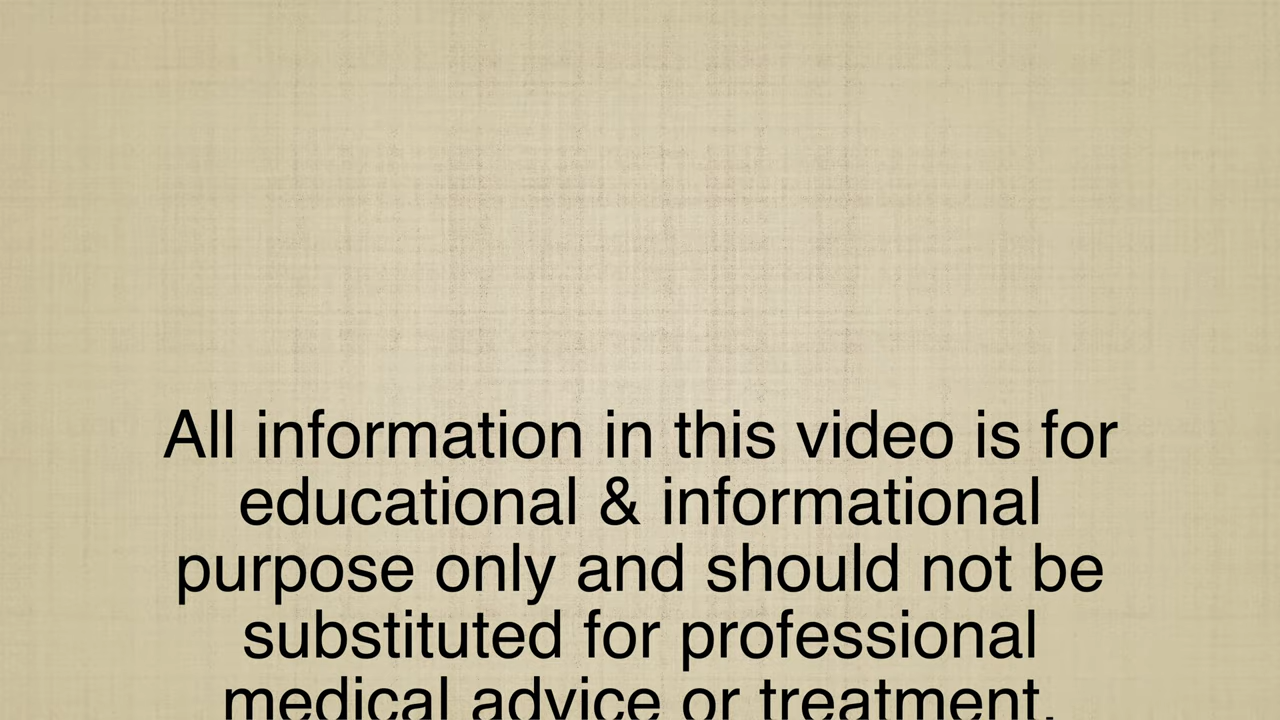 All information in this video is for
educational & informational
purpose only and should not be
substituted for professional
medical advice or treatment.